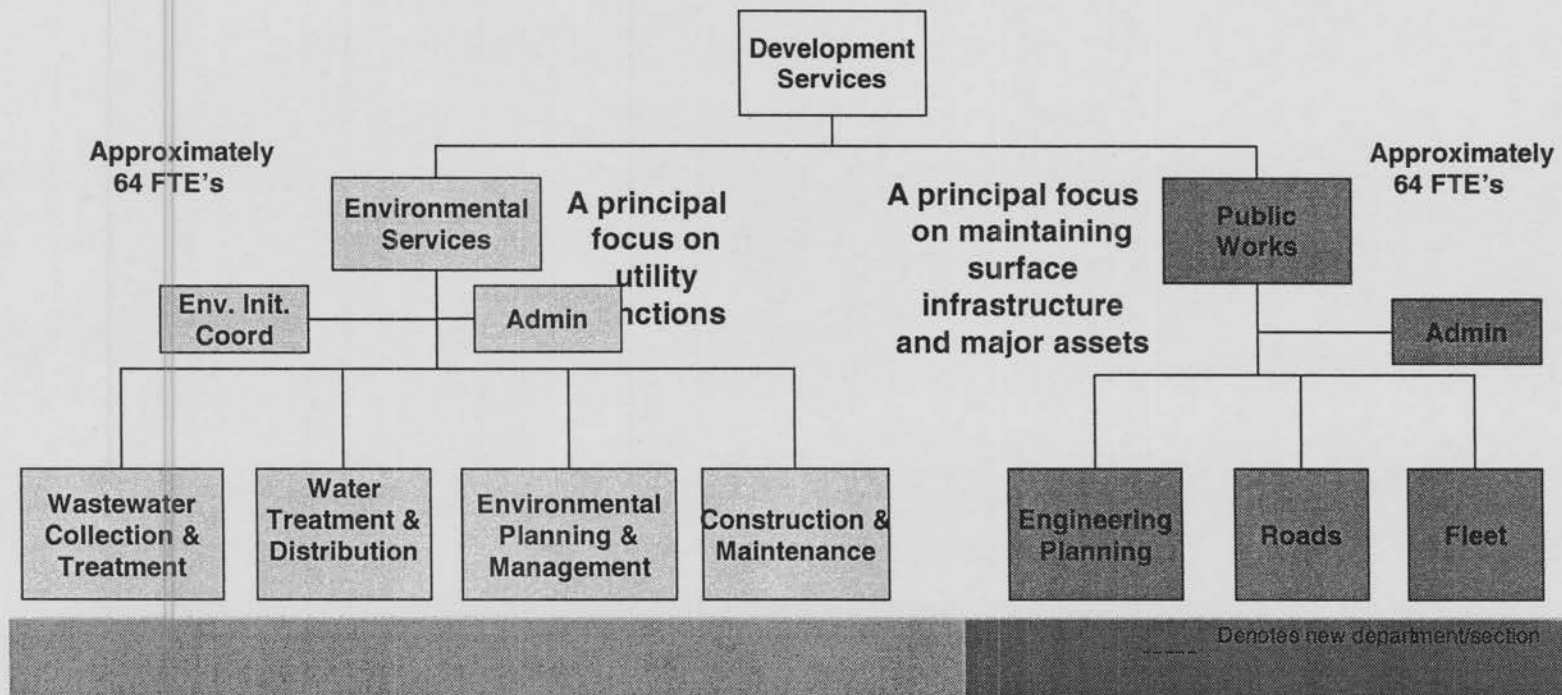 Development
Services
Approximately
64 FTE's
Approximately
64 FTE's
Environmental
Services
A principal
focus on
utility
nctions
A principal focus
on maintaining
surface
infrastructure
and major assets
Public
Works
Env. Init.
Coord
Admin
Admin
Wastewater
Collection &
Treatment
Water
Treatment &
Distribution
Environmental
Planning &
Management
Construction &
Maintenance
Engineering
Planning
Roads
Fleet
Denotes new department/section